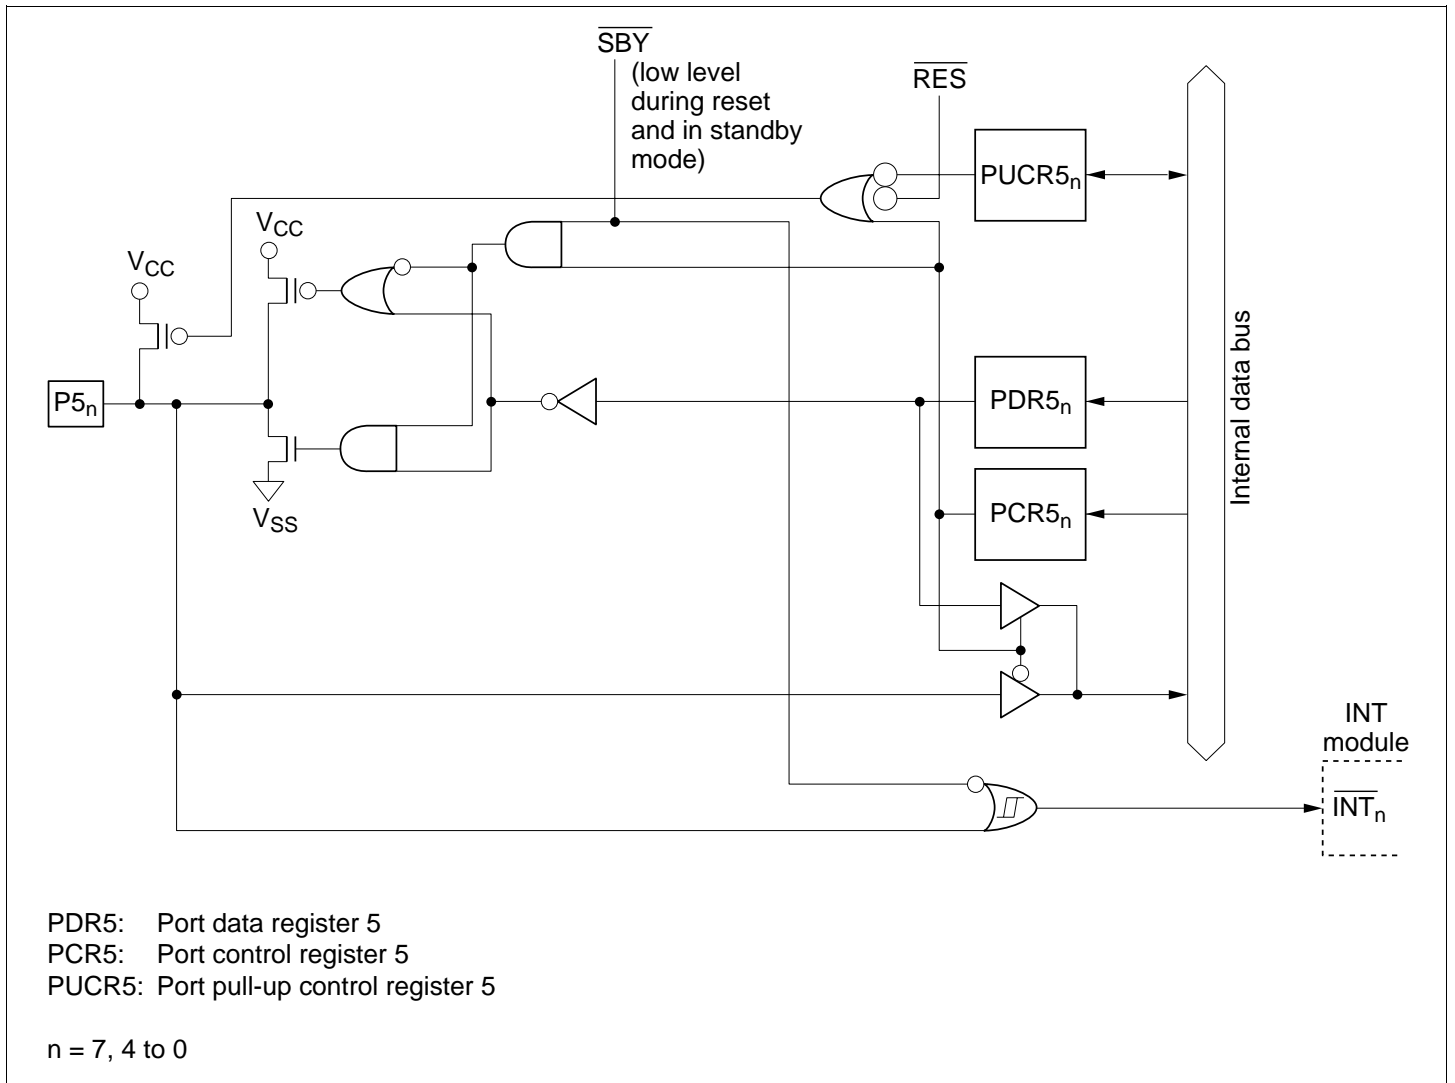 SBY
(low level
during reset
and in standby
mode)
RES
PUCR5n
VCC
VCC
P5n
PDR5n
Internal data bus
PCR5n
VSS
INT
module
INTn
PDR5: Port data register 5
PCR5: Port control register 5
PUCR5: Port pull-up control register 5
n = 7, 4 to 0